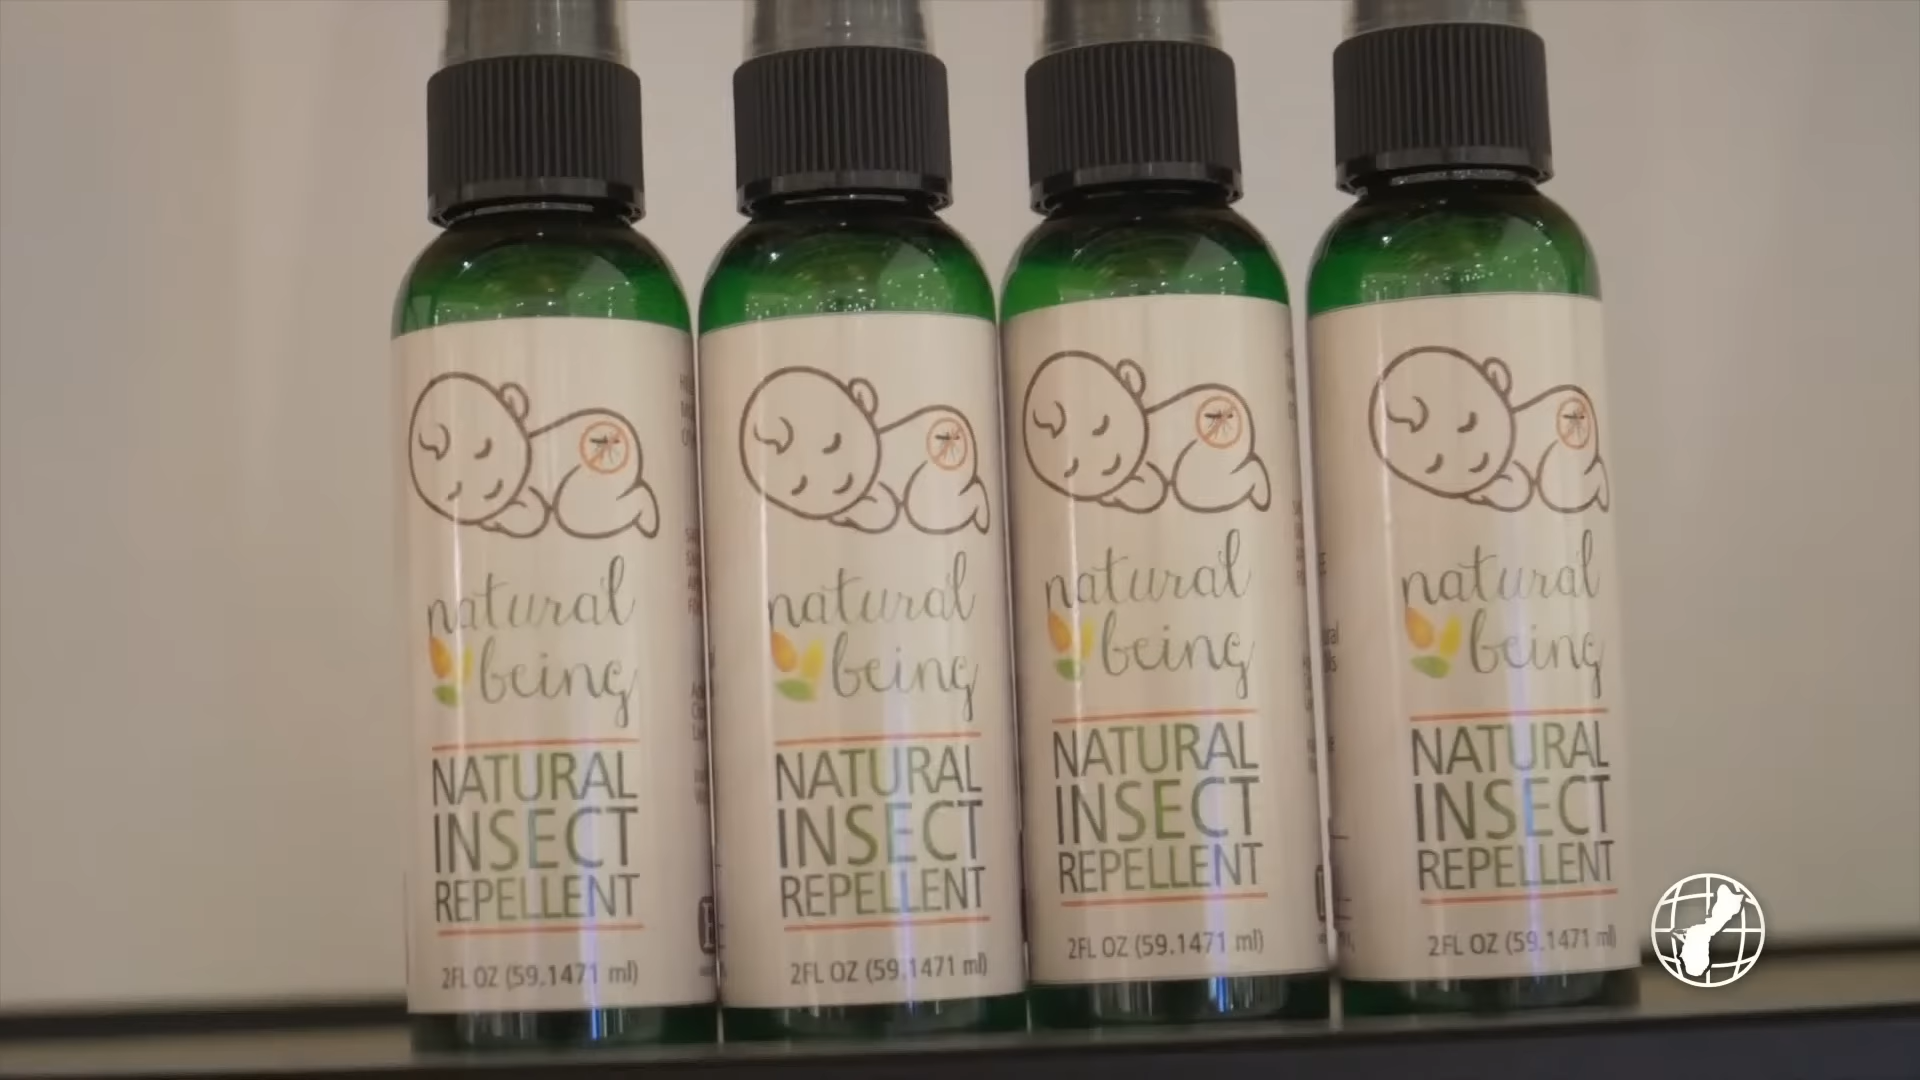 natural
being
NATURAL
INSECT
REPELLENT
2FL OZ (59.1471 ml)
natural
being
NATURAL
INSECT
REPELLENT
2FL OZ (59.1471 ml)
natural
being
NATURAL
INSECT
REPELLENT
2FL OZ (59.1471 ml)
natural
being
NATURAL
INSECT
REPELLENT
2FL OZ (59.1471 ml)